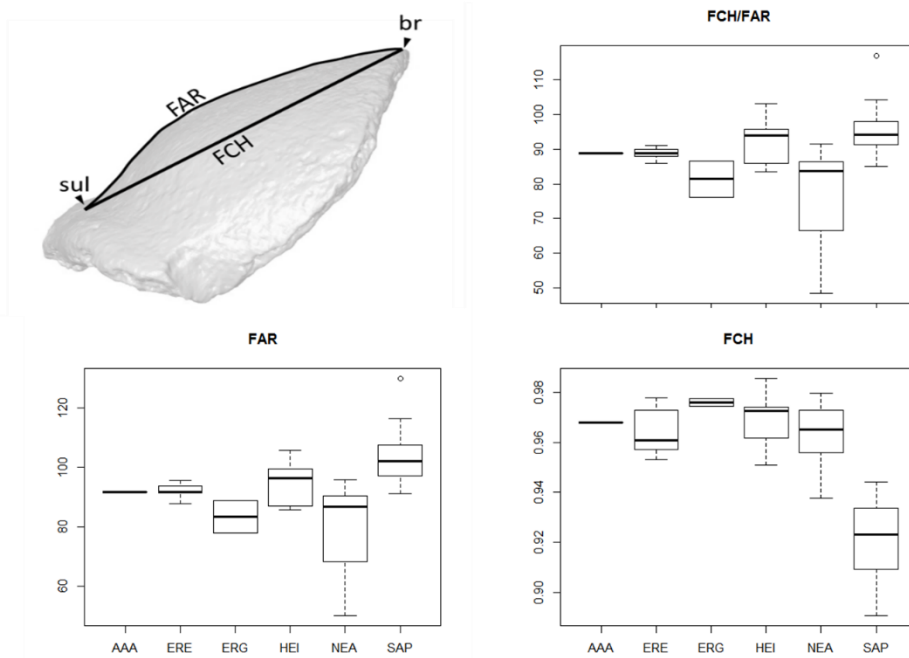 br
FAR
FCH
sul
FCH/FAR
110
100
90
80
70
60
50
FAR
120
100
80
60
AAA ERE ERG HEI NEA SAP
FCH
0.98
0.96
0.94
0.92
0.90
AAA ERE ERG HEI NEA SAP